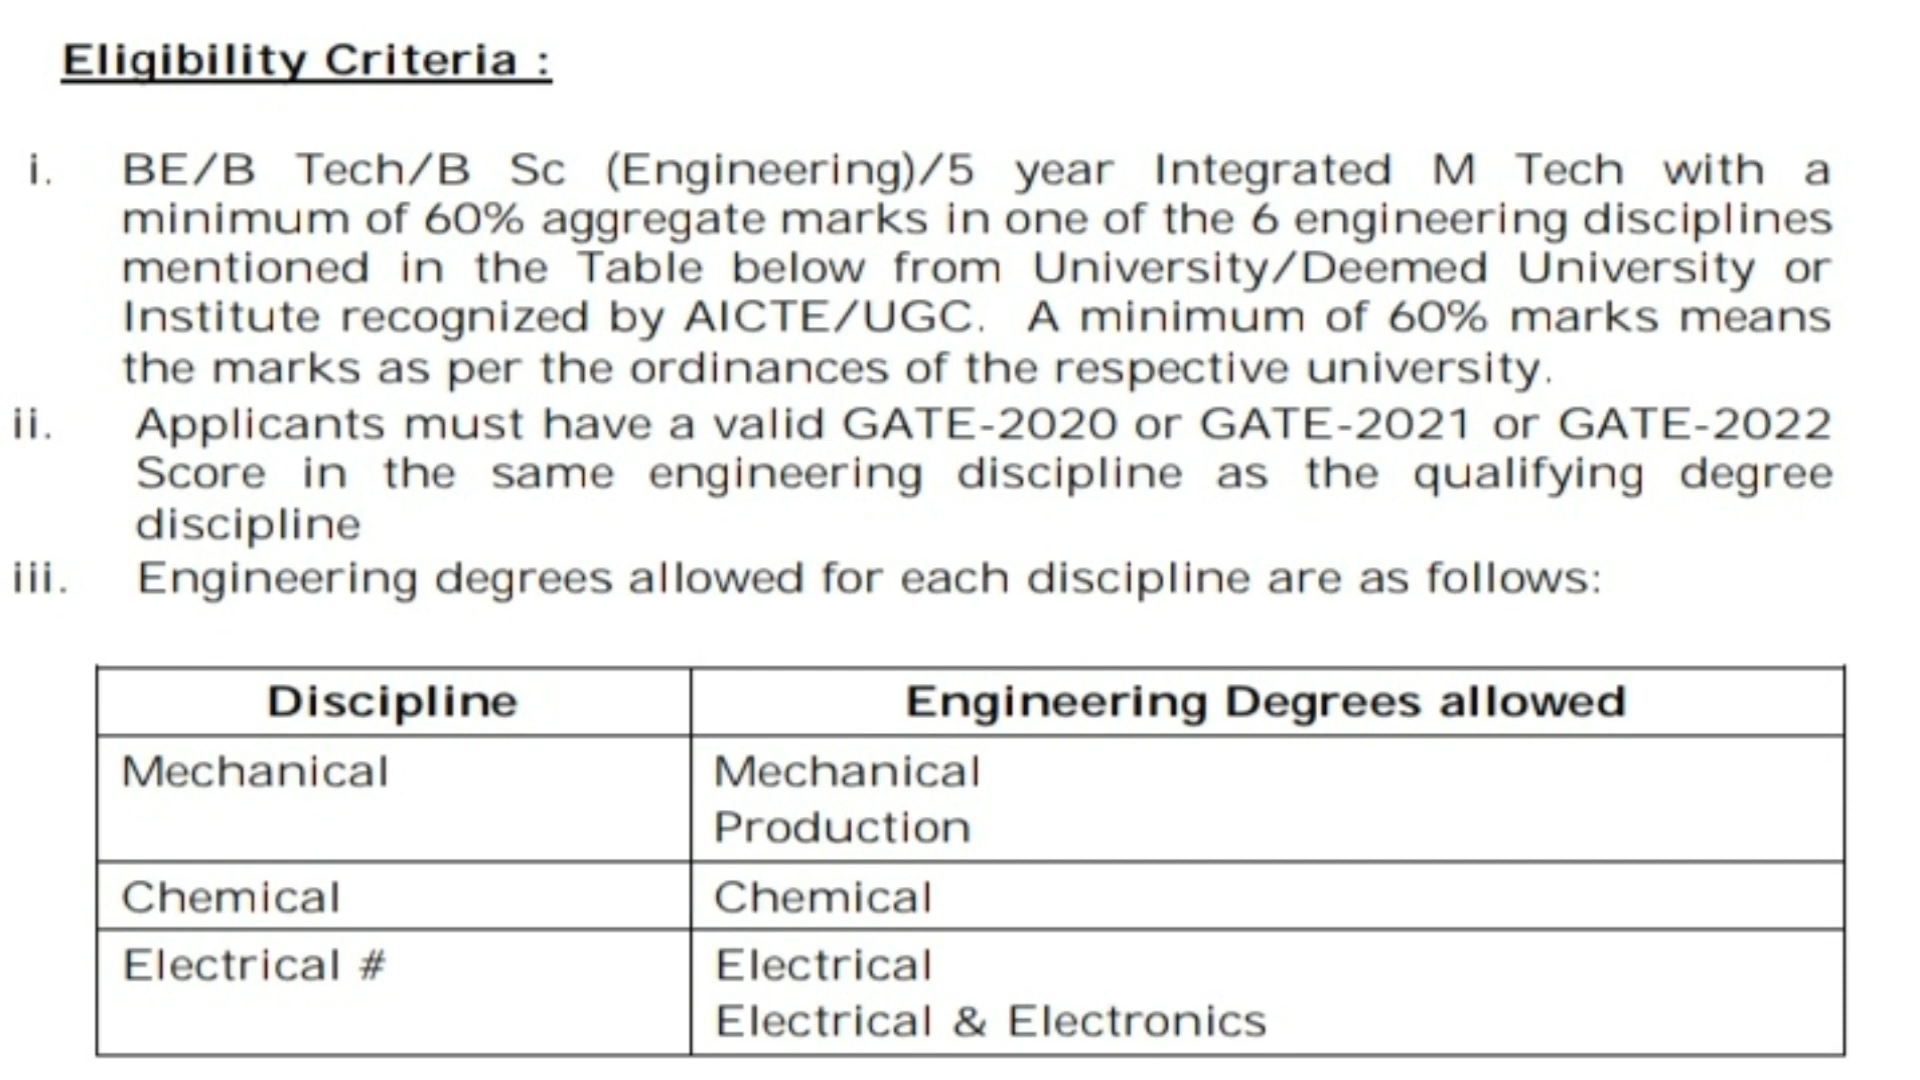 Eligibility Criteria :
i. BE/B Tech/B Sc (Engineering)/5 year Integrated M Tech with a
minimum of 60% aggregate marks in one of the 6 engineering disciplines
mentioned in the Table below from University/Deemed University or
Institute recognized by AICTE/UGC. A minimum of 60% marks means
the marks as per the ordinances of the respective university.
ii. Applicants must have a valid GATE-2020 or GATE-2021 or GATE-2022
Score in the same engineering discipline as the qualifying degree
discipline
iii. Engineering degrees allowed for each discipline are as follows:
Discipline Engineering Degrees allowed
Mechanical Mechanical
Production
Chemical Chemical
Electrical # Electrical
Electrical & Electronics